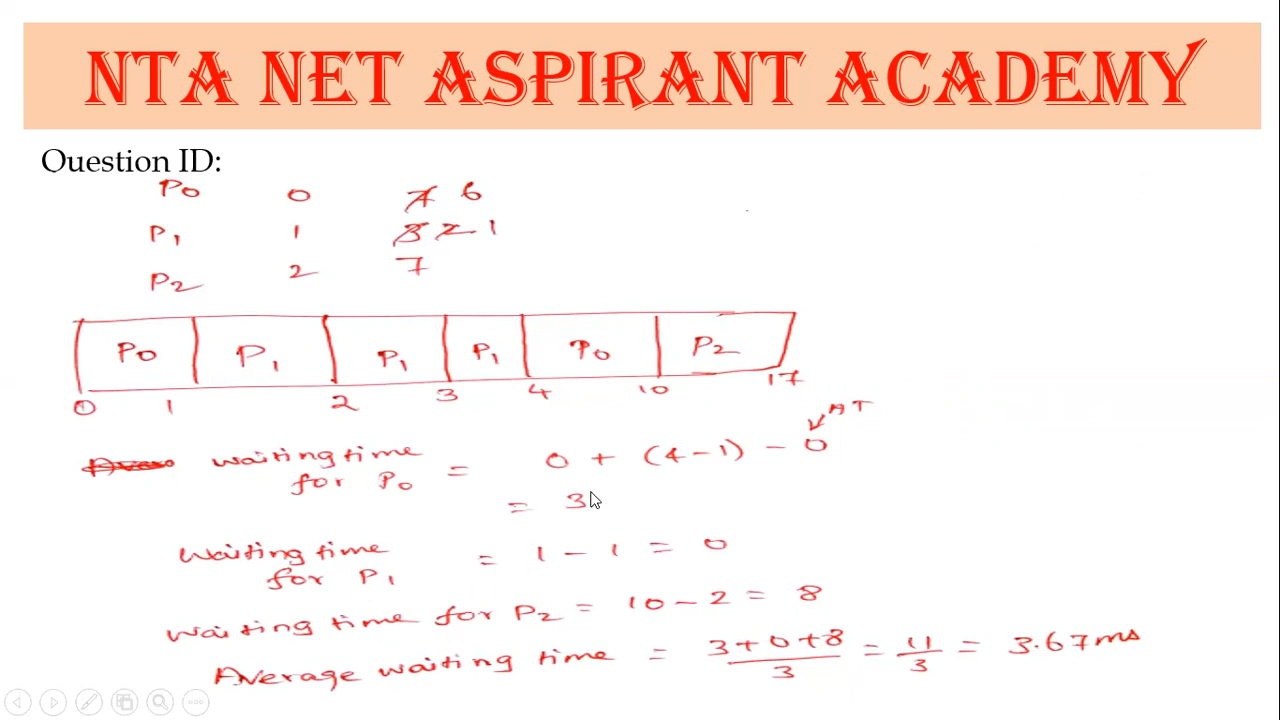 NTA NET ASPIRANT ACADEMY
Question ID:
P0 0 7 6
P1 1 3 2 1
P2 2 7
P0 P1 P1 P1 P0 P2
0 1 2 3 4 10 17
AT
waiting time for P0 = 0 + (4-1) - 0
= 3
Waiting time for P1 = 1 - 1 = 0
Waiting time for P2 = 10 - 2 = 8
Average waiting time = 3+0+8/3 = 11/3 = 3.67ms